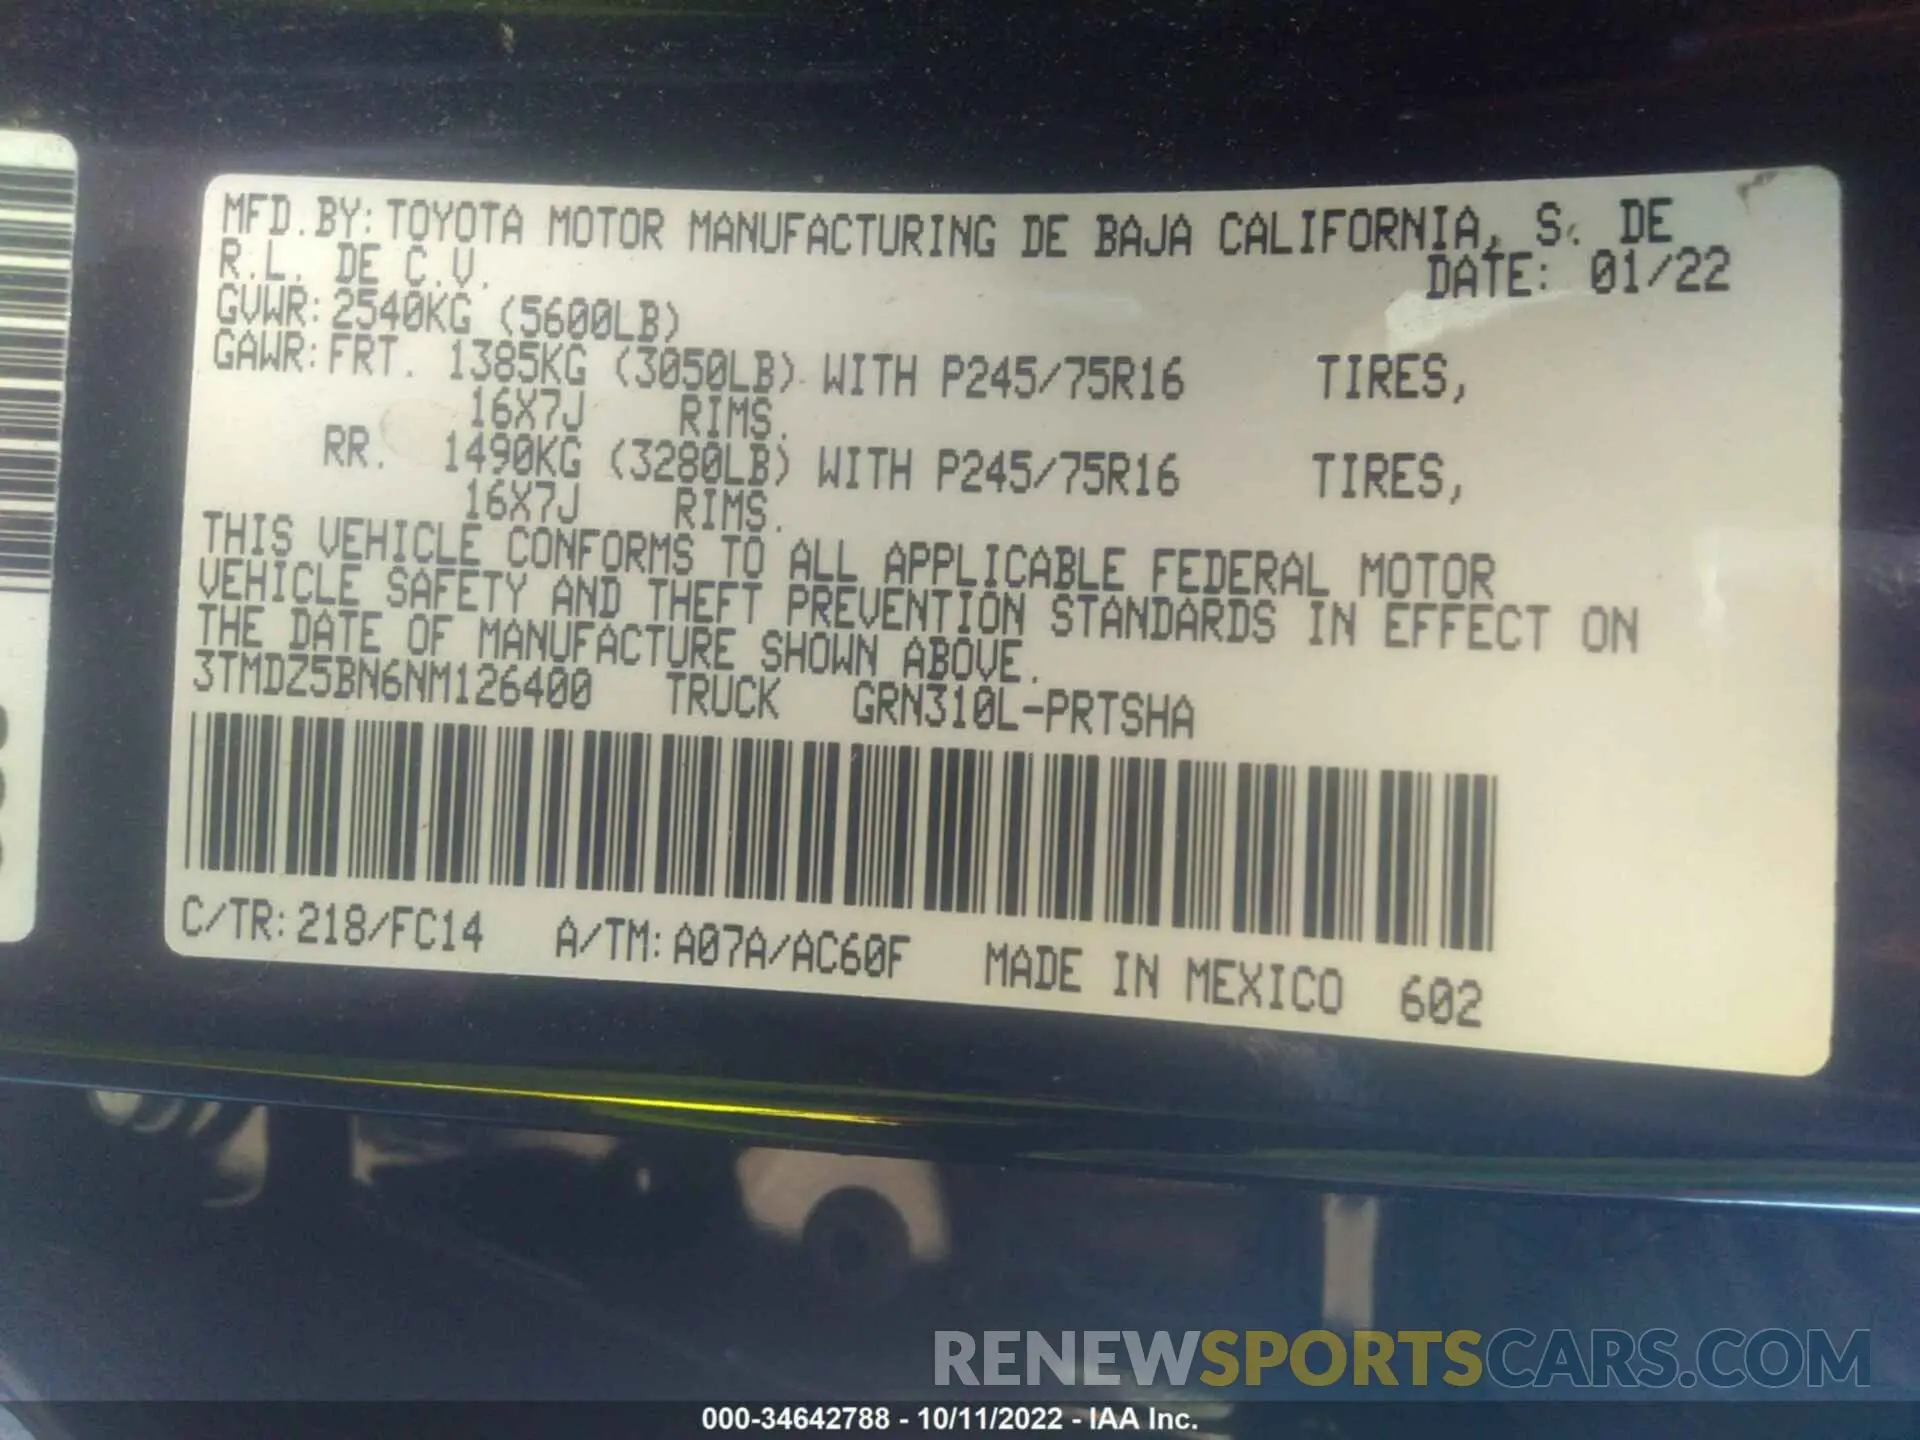 MFD.BY:TOYOTA MOTOR MANUFACTURING DE BAJA CALIFORNIA, S. DE
R.L. DE C.V. DATE: 01/22
GVWR:2540KG (5600LB)
GAWR:FRT. 1385KG (3050LB) WITH P245/75R16 TIRES,
16X7J RIMS.
RR. 1490KG (3280LB) WITH P245/75R16 TIRES,
16X7J RIMS.
THIS VEHICLE CONFORMS TO ALL APPLICABLE FEDERAL MOTOR
VEHICLE SAFETY AND THEFT PREVENTION STANDARDS IN EFFECT ON
THE DATE OF MANUFACTURE SHOWN ABOVE.
3TMDZ5BN6NM126400 TRUCK GRN310L-PRTSHA
C/TR:218/FC14 A/TM:A07A/AC60F MADE IN MEXICO 602
RENEWSPORTSCARS.COM
000-34642788 - 10/11/2022 - IAA Inc.